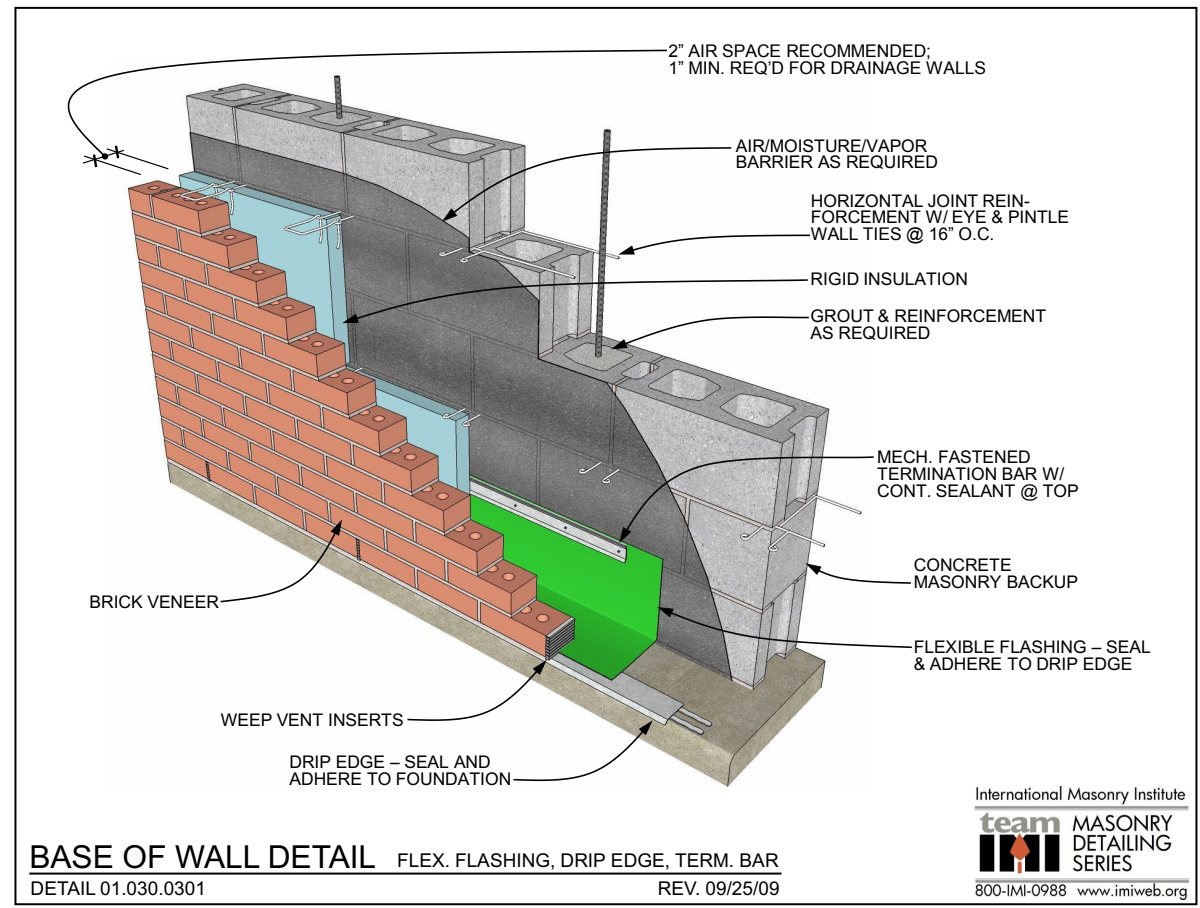 2” AIR SPACE RECOMMENDED;
1” MIN. REQ’D FOR DRAINAGE WALLS
AIR/MOISTURE/VAPOR
BARRIER AS REQUIRED
HORIZONTAL JOINT REIN-
FORCEMENT W/ EYE & PINTLE
WALL TIES @ 16” O.C.
RIGID INSULATION
GROUT & REINFORCEMENT
AS REQUIRED
MECH. FASTENED
TERMINATION BAR W/
CONT. SEALANT @ TOP
CONCRETE
MASONRY BACKUP
BRICK VENEER
FLEXIBLE FLASHING – SEAL
& ADHERE TO DRIP EDGE
WEEP VENT INSERTS
DRIP EDGE – SEAL AND
ADHERE TO FOUNDATION
International Masonry Institute
team IMI
MASONRY
DETAILING
SERIES
800-IMI-0988 www.imiweb.org
BASE OF WALL DETAIL FLEX. FLASHING, DRIP EDGE, TERM. BAR
DETAIL 01.030.0301 REV. 09/25/09